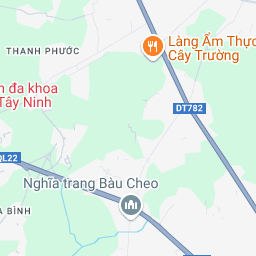 Làng Ẩm Thực
Cây Trường
THANH PHƯỚC
đa khoa
Tây Ninh
DT782
QL22
Nghĩa trang Bàu Cheo
BÌNH